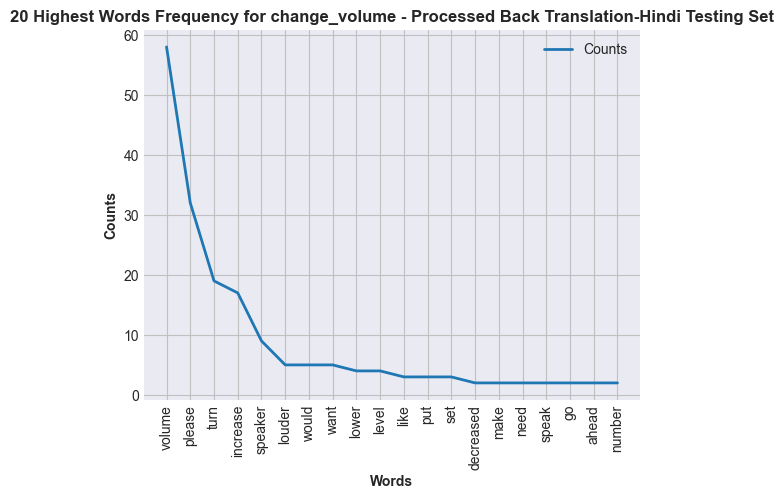 20 Highest Words Frequency for change_volume - Processed Back Translation-Hindi Testing Set
Counts
60
50
40
30
20
10
0
Counts
volume
please
turn
increase
speaker
louder
would
want
lower
level
like
put
set
decreased
make
need
speak
go
ahead
number
Words